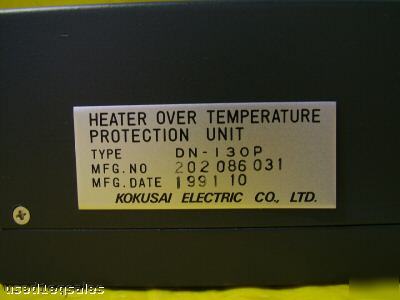 HEATER OVER TEMPERATURE
PROTECTION UNIT
TYPE DN-130P
MFG. NO 202 086 031
MFG. DATE 1991 10
KOKUSAI ELECTRIC CO., LTD.
used1eqsales